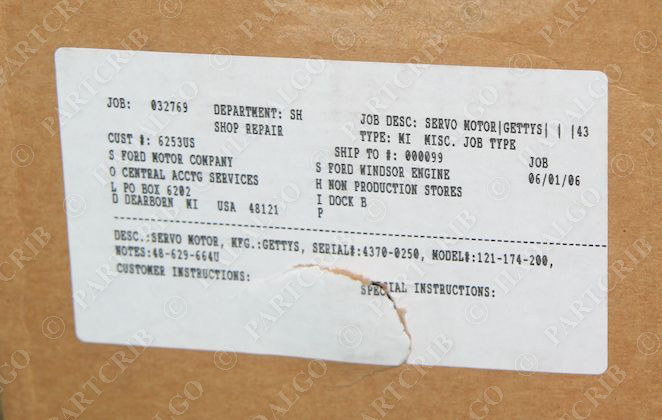 JOB: 032769 DEPARTMENT: SH JOB DESC: SERVO MOTOR|GETTYS| | |43
SHOP REPAIR TYPE: MI MISC. JOB TYPE
CUST #: 6253US SHIP TO #: 000099 JOB
S FORD MOTOR COMPANY S FORD WINDSOR ENGINE 06/01/06
O CENTRAL ACCTG SERVICES H NON PRODUCTION STORES
L PO BOX 6202 I DOCK B
D DEARBORN MI USA 48121 P
DESC.:SERVO MOTOR, MFG.:GETTYS, SERIAL#:4370-0250, MODEL#:121-174-200,
NOTES:48-629-664U
CUSTOMER INSTRUCTIONS: SPECIAL INSTRUCTIONS:
© PARTCRIB © HPALGO